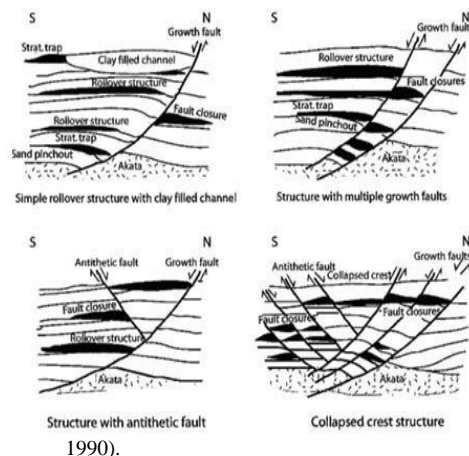 S N
Growth fault
Strat. trap
Clay filled channel
Rollover structure
Fault closure
Rollover structure
Strat. trap
Sand pinchout
Akata
Simple rollover structure with clay filled channel
S N
Growth fault
Rollover structure
Fault closures
Strat. trap
Sand pinchout
Akata
Structure with multiple growth faults
S N
Antithetic fault Growth fault
Fault closure
Rollover structure
Akata
Structure with antithetic fault
S N
Growth faults
Antithetic fault Collapsed crest
Fault closures Fault closures
Akata
Collapsed crest structure
1990).